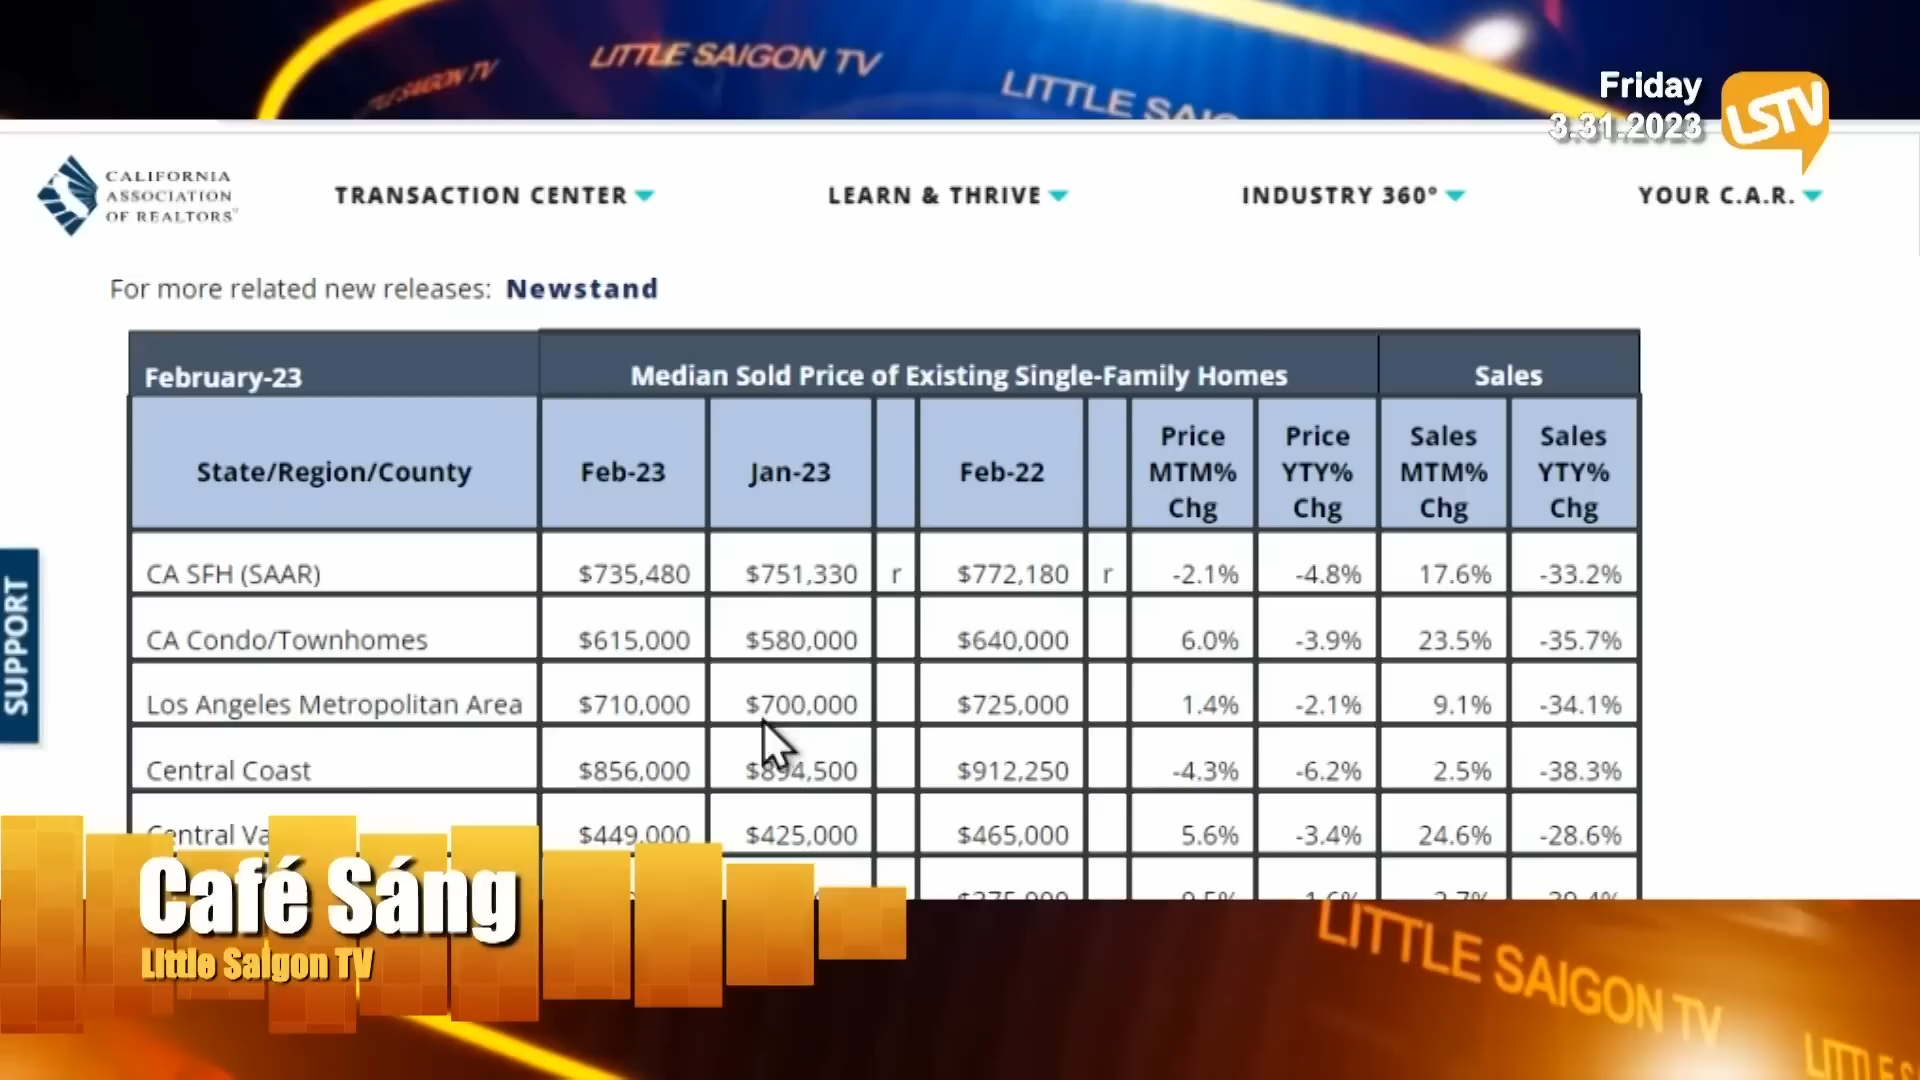 LITTLE SAIGON TV
LITTLE SAIGON TV
LITTLE
Friday
3.31.2023
LSTV
CALIFORNIA
ASSOCIATION
OF REALTORS
TRANSACTION CENTER
LEARN & THRIVE
INDUSTRY 360°
YOUR C.A.R.
For more related new releases: Newstand
February-23 Median Sold Price of Existing Single-Family Homes Sales
State/Region/County Feb-23 Jan-23 Feb-22 Price MTM% Chg Price YTY% Chg Sales MTM% Chg Sales YTY% Chg
CA SFH (SAAR) $735,480 $751,330 r $772,180 r -2.1% -4.8% 17.6% -33.2%
CA Condo/Townhomes $615,000 $580,000 $640,000 6.0% -3.9% 23.5% -35.7%
Los Angeles Metropolitan Area $710,000 $700,000 $725,000 1.4% -2.1% 9.1% -34.1%
Central Coast $856,000 $894,500 $912,250 -4.3% -6.2% 2.5% -38.3%
Central $449,000 $425,000 $465,000 5.6% -3.4% 24.6% -28.6%
SUPPORT
Café Sáng
Little Saigon TV
LITTLE SAIGON TV